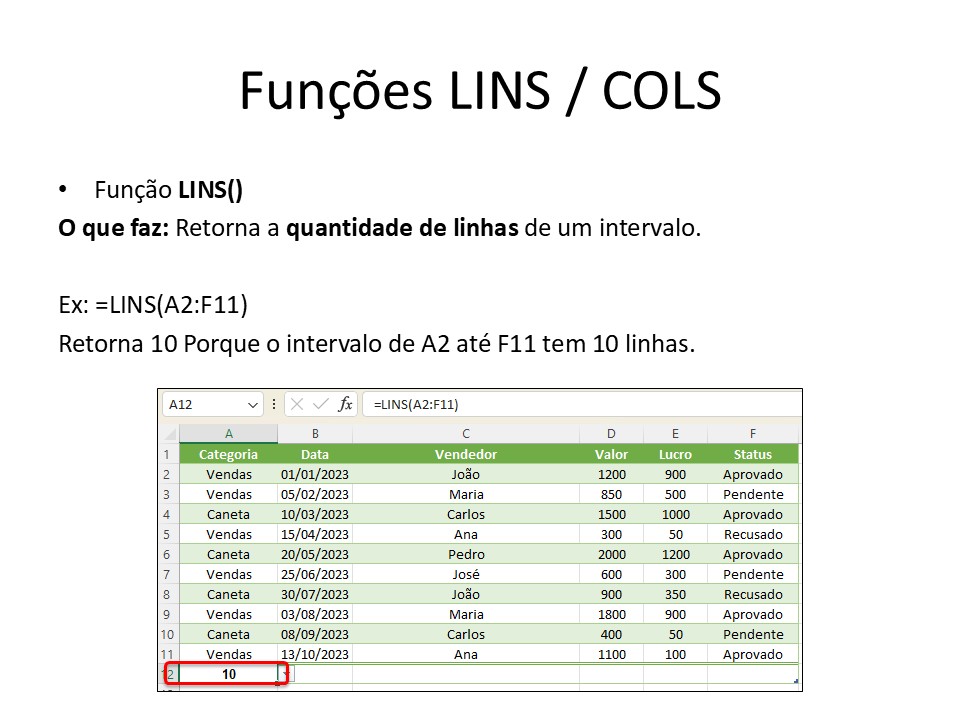 Funções LINS / COLS
• Função LINS()
O que faz: Retorna a quantidade de linhas de um intervalo.
Ex: =LINS(A2:F11)
Retorna 10 Porque o intervalo de A2 até F11 tem 10 linhas.
A12 fx =LINS(A2:F11)
A B C D E F
1 Categoria Data Vendedor Valor Lucro Status
2 Vendas 01/01/2023 João 1200 900 Aprovado
3 Vendas 05/02/2023 Maria 850 500 Pendente
4 Caneta 10/03/2023 Carlos 1500 1000 Aprovado
5 Vendas 15/04/2023 Ana 300 50 Recusado
6 Caneta 20/05/2023 Pedro 2000 1200 Aprovado
7 Vendas 25/06/2023 José 600 300 Pendente
8 Caneta 30/07/2023 João 900 350 Recusado
9 Vendas 03/08/2023 Maria 1800 900 Aprovado
10 Caneta 08/09/2023 Carlos 400 50 Pendente
11 Vendas 13/10/2023 Ana 1100 100 Aprovado
12 10